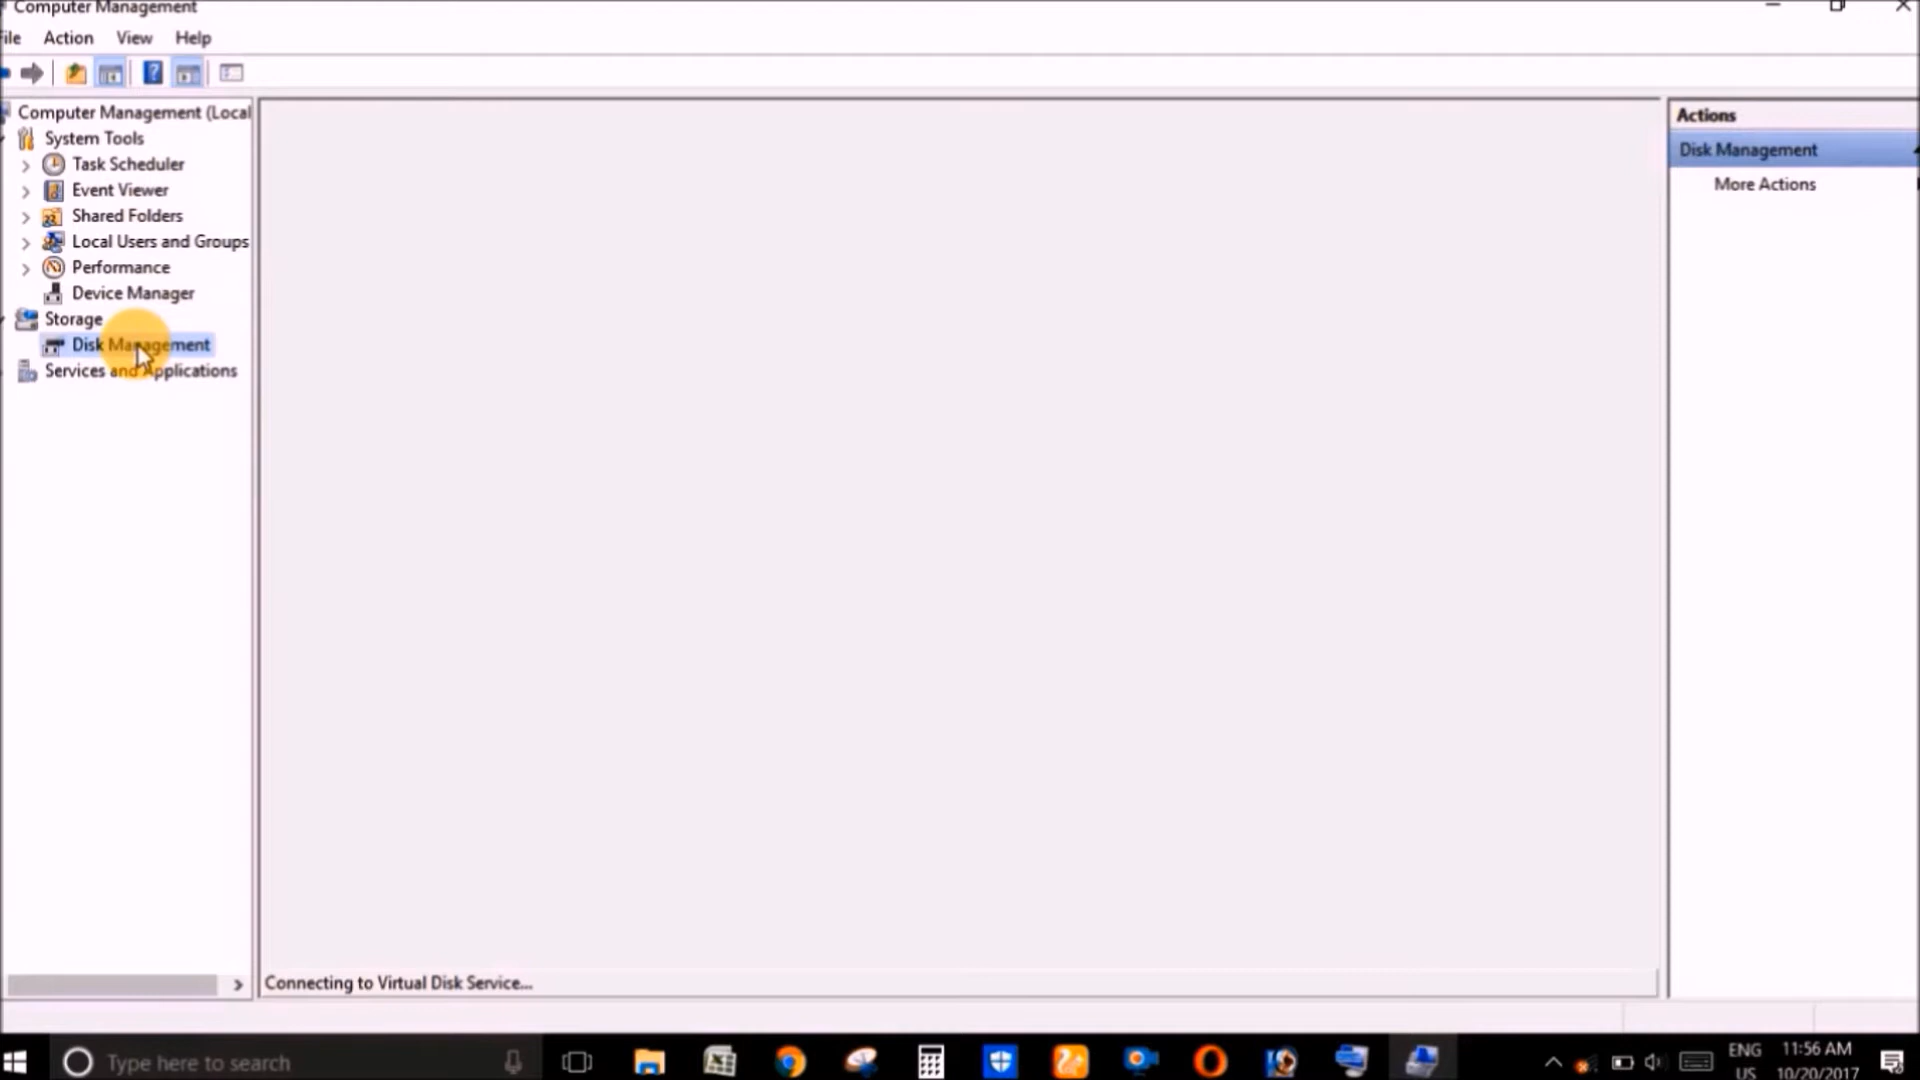 Computer Management
File Action View Help
Computer Management (Local
System Tools
Task Scheduler
Event Viewer
Shared Folders
Local Users and Groups
Performance
Device Manager
Storage
Disk Management
Services and Applications
Connecting to Virtual Disk Service...
Actions
Disk Management
More Actions
Type here to search
ENG
US
11:56 AM
10/20/2017